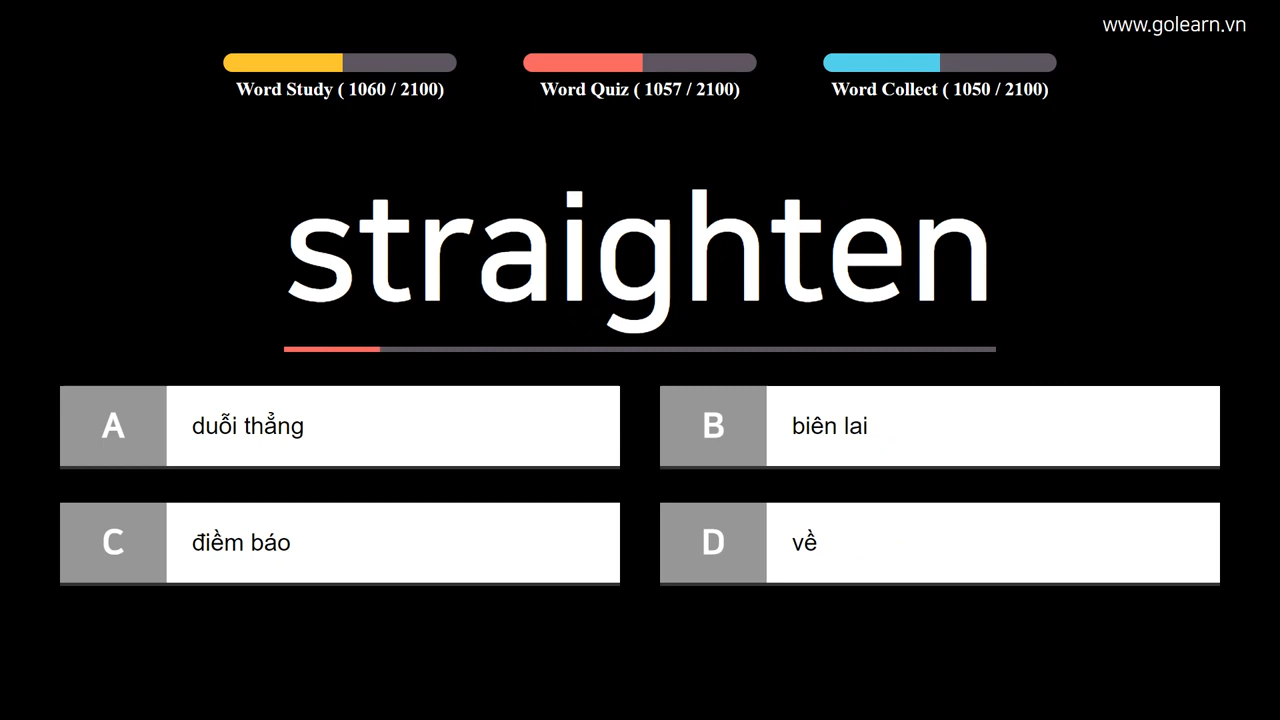 www.golearn.vn
Word Study ( 1060 / 2100)
Word Quiz ( 1057 / 2100)
Word Collect ( 1050 / 2100)
straighten
A duỗi thẳng
B biên lai
C điềm báo
D về